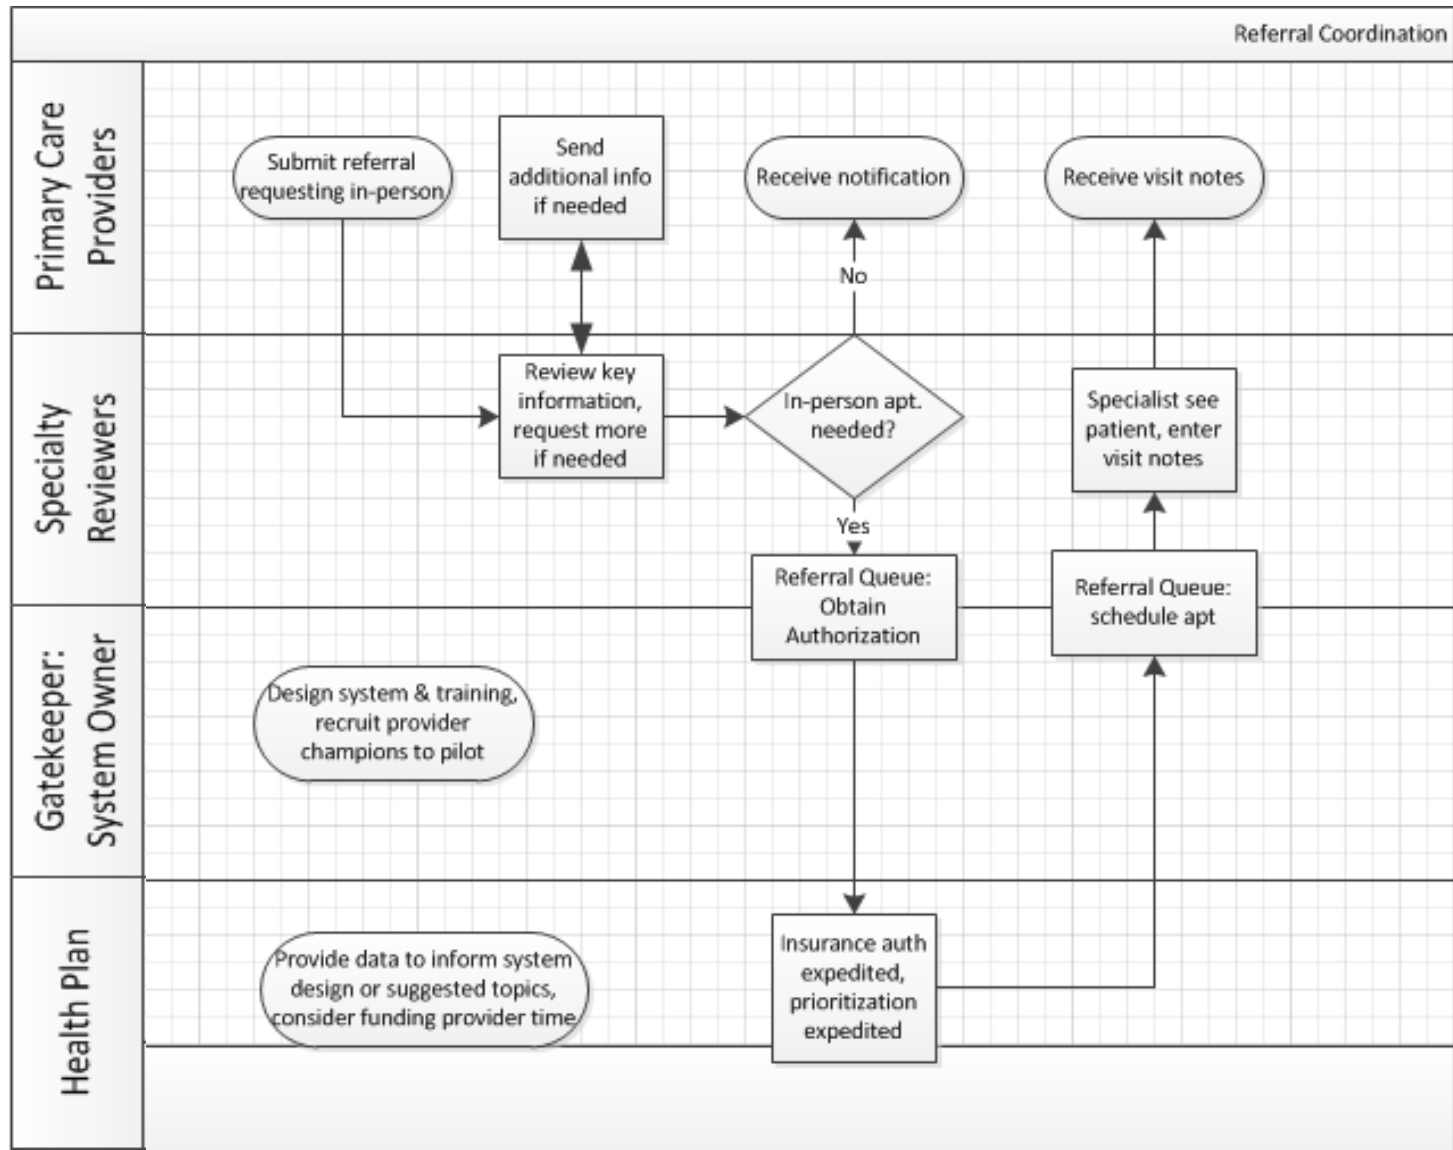 Referral Coordination
Primary Care
Providers
Submit referral
requesting in-person
Send
additional info
if needed
Receive notification
Receive visit notes
No
Specialty
Reviewers
Review key
information,
request more
if needed
In-person apt.
needed?
Specialist see
patient, enter
visit notes
Yes
Referral Queue:
Obtain
Authorization
Referral Queue:
schedule apt
Gatekeeper:
System Owner
Design system & training,
recruit provider
champions to pilot
Health Plan
Provide data to inform system
design or suggested topics,
consider funding provider time
Insurance auth
expedited,
prioritization
expedited